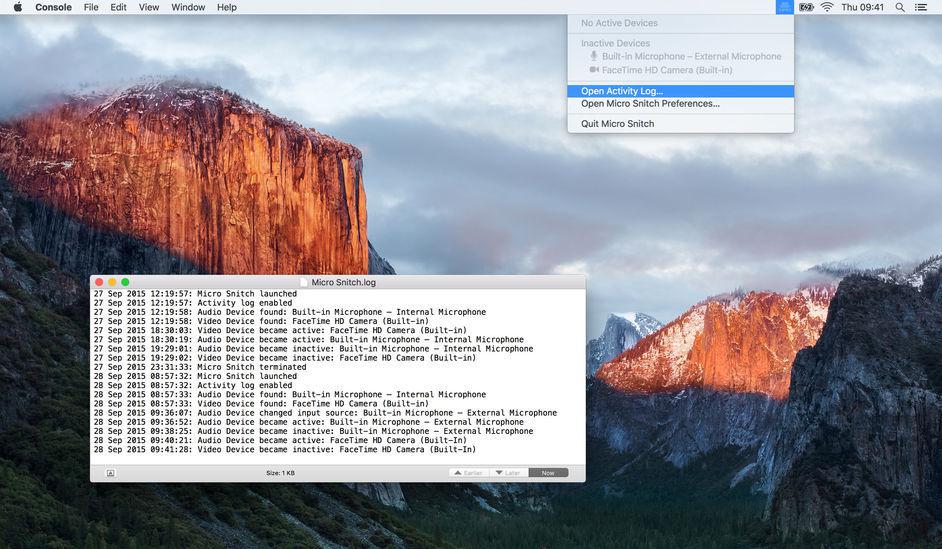 Console File Edit View Window Help Thu 09:41
No Active Devices
Inactive Devices
Built-in Microphone – External Microphone
FaceTime HD Camera (Built-in)
Open Activity Log...
Open Micro Snitch Preferences...
Quit Micro Snitch
Micro Snitch.log
27 Sep 2015 12:19:57: Micro Snitch launched
27 Sep 2015 12:19:57: Activity log enabled
27 Sep 2015 12:19:58: Audio Device found: Built-in Microphone – Internal Microphone
27 Sep 2015 12:19:58: Video Device found: FaceTime HD Camera (Built-in)
27 Sep 2015 18:30:03: Video Device became active: FaceTime HD Camera (Built-in)
27 Sep 2015 18:30:19: Audio Device became active: Built-in Microphone – Internal Microphone
27 Sep 2015 19:29:01: Audio Device became inactive: Built-in Microphone – Internal Microphone
27 Sep 2015 19:29:02: Video Device became inactive: FaceTime HD Camera (Built-in)
27 Sep 2015 23:31:33: Micro Snitch terminated
28 Sep 2015 08:57:32: Micro Snitch launched
28 Sep 2015 08:57:32: Activity log enabled
28 Sep 2015 08:57:33: Audio Device found: Built-in Microphone – Internal Microphone
28 Sep 2015 08:57:33: Video Device found: FaceTime HD Camera (Built-in)
28 Sep 2015 09:36:07: Audio Device changed input source: Built-in Microphone – External Microphone
28 Sep 2015 09:36:52: Audio Device became active: Built-in Microphone – External Microphone
28 Sep 2015 09:38:25: Audio Device became inactive: Built-in Microphone – External Microphone
28 Sep 2015 09:40:21: Audio Device became active: FaceTime HD Camera (Built-In)
28 Sep 2015 09:41:28: Video Device became inactive: FaceTime HD Camera (Built-In)
A Size: 1 KB Earlier Later Now